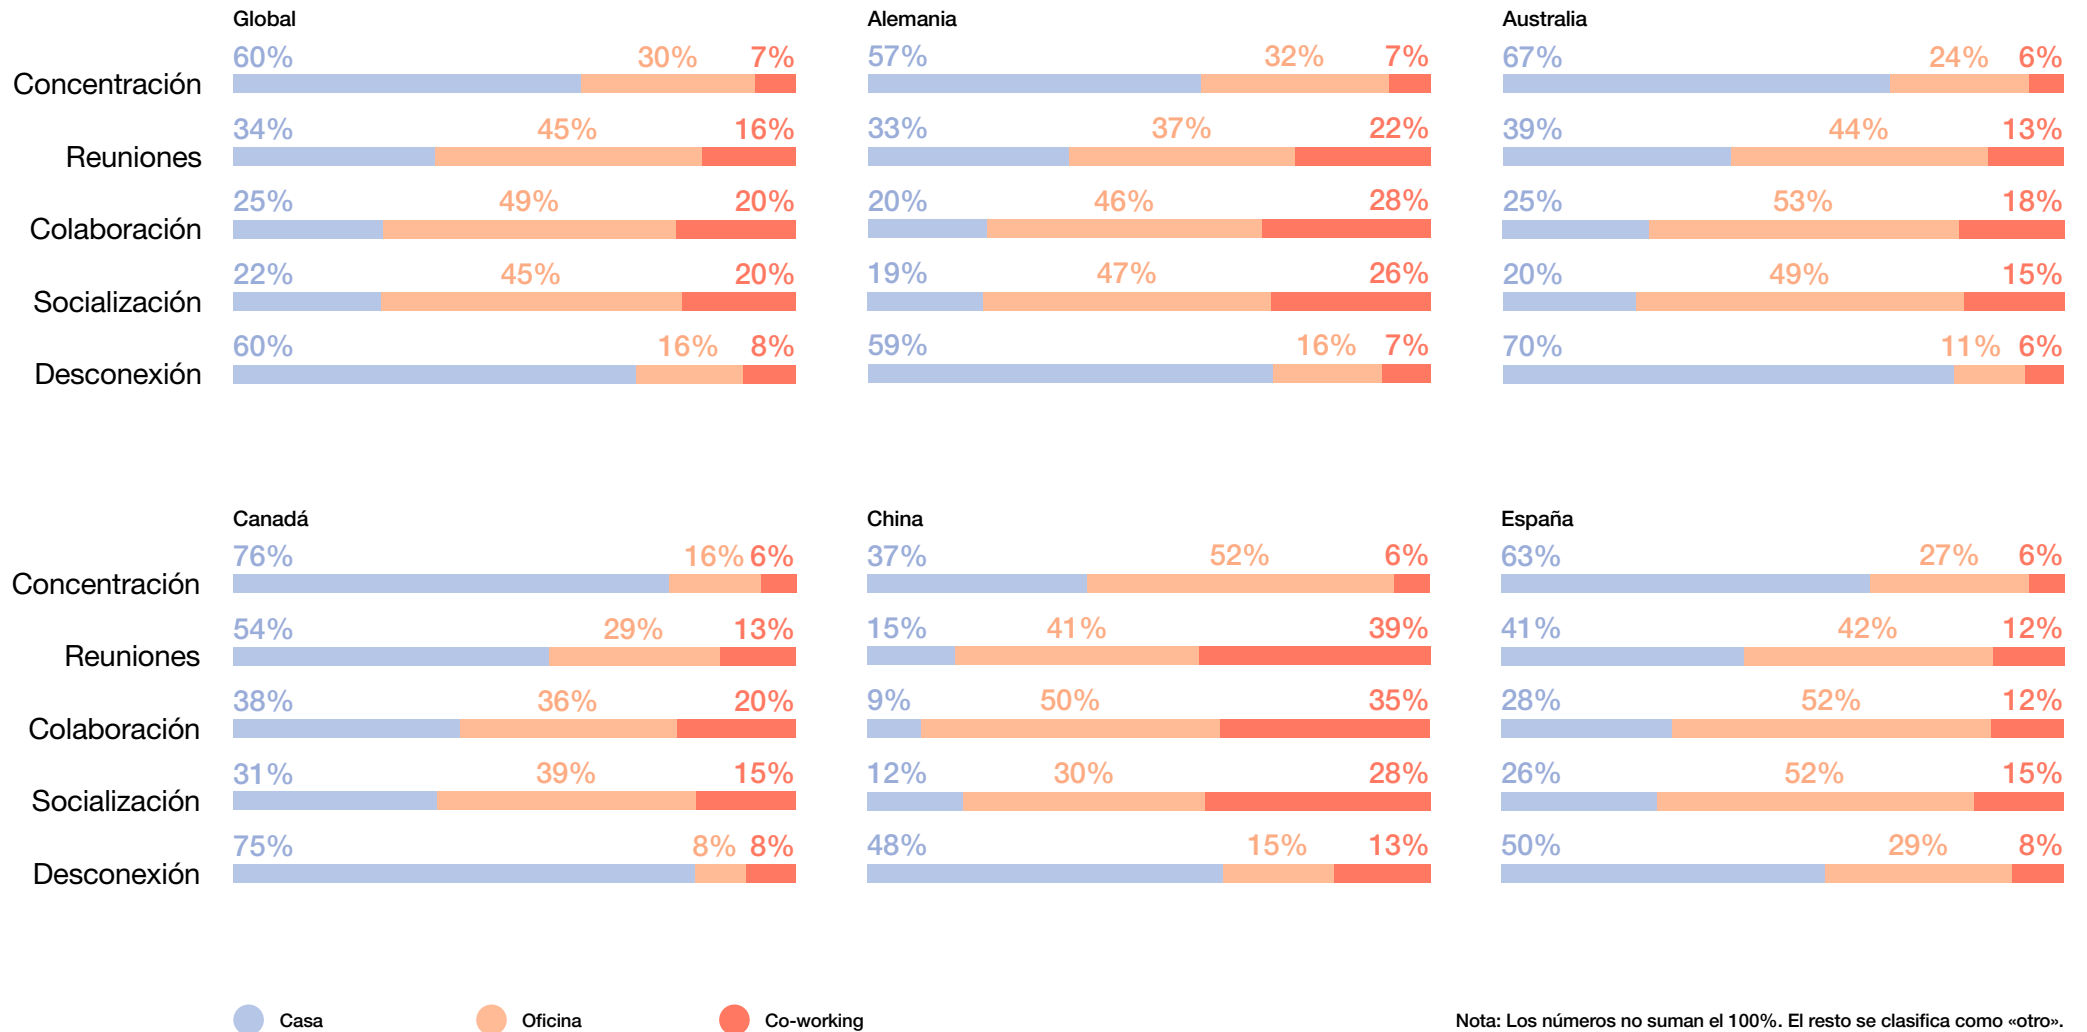 Global
Alemania
Australia
60% 30% 7%
57% 32% 7%
67% 24% 6%
Concentración
34% 45% 16%
33% 37% 22%
39% 44% 13%
Reuniones
25% 49% 20%
20% 46% 28%
25% 53% 18%
Colaboración
22% 45% 20%
19% 47% 26%
20% 49% 15%
Socialización
60% 16% 8%
59% 16% 7%
70% 11% 6%
Desconexión
Canadá
China
España
76% 16% 6%
37% 52% 6%
63% 27% 6%
Concentración
54% 29% 13%
15% 41% 39%
41% 42% 12%
Reuniones
38% 36% 20%
9% 50% 35%
28% 52% 12%
Colaboración
31% 39% 15%
12% 30% 28%
26% 52% 15%
Socialización
75% 8% 8%
48% 15% 13%
50% 29% 8%
Desconexión
Casa
Oficina
Co-working
Nota: Los números no suman el 100%. El resto se clasifica como «otro».